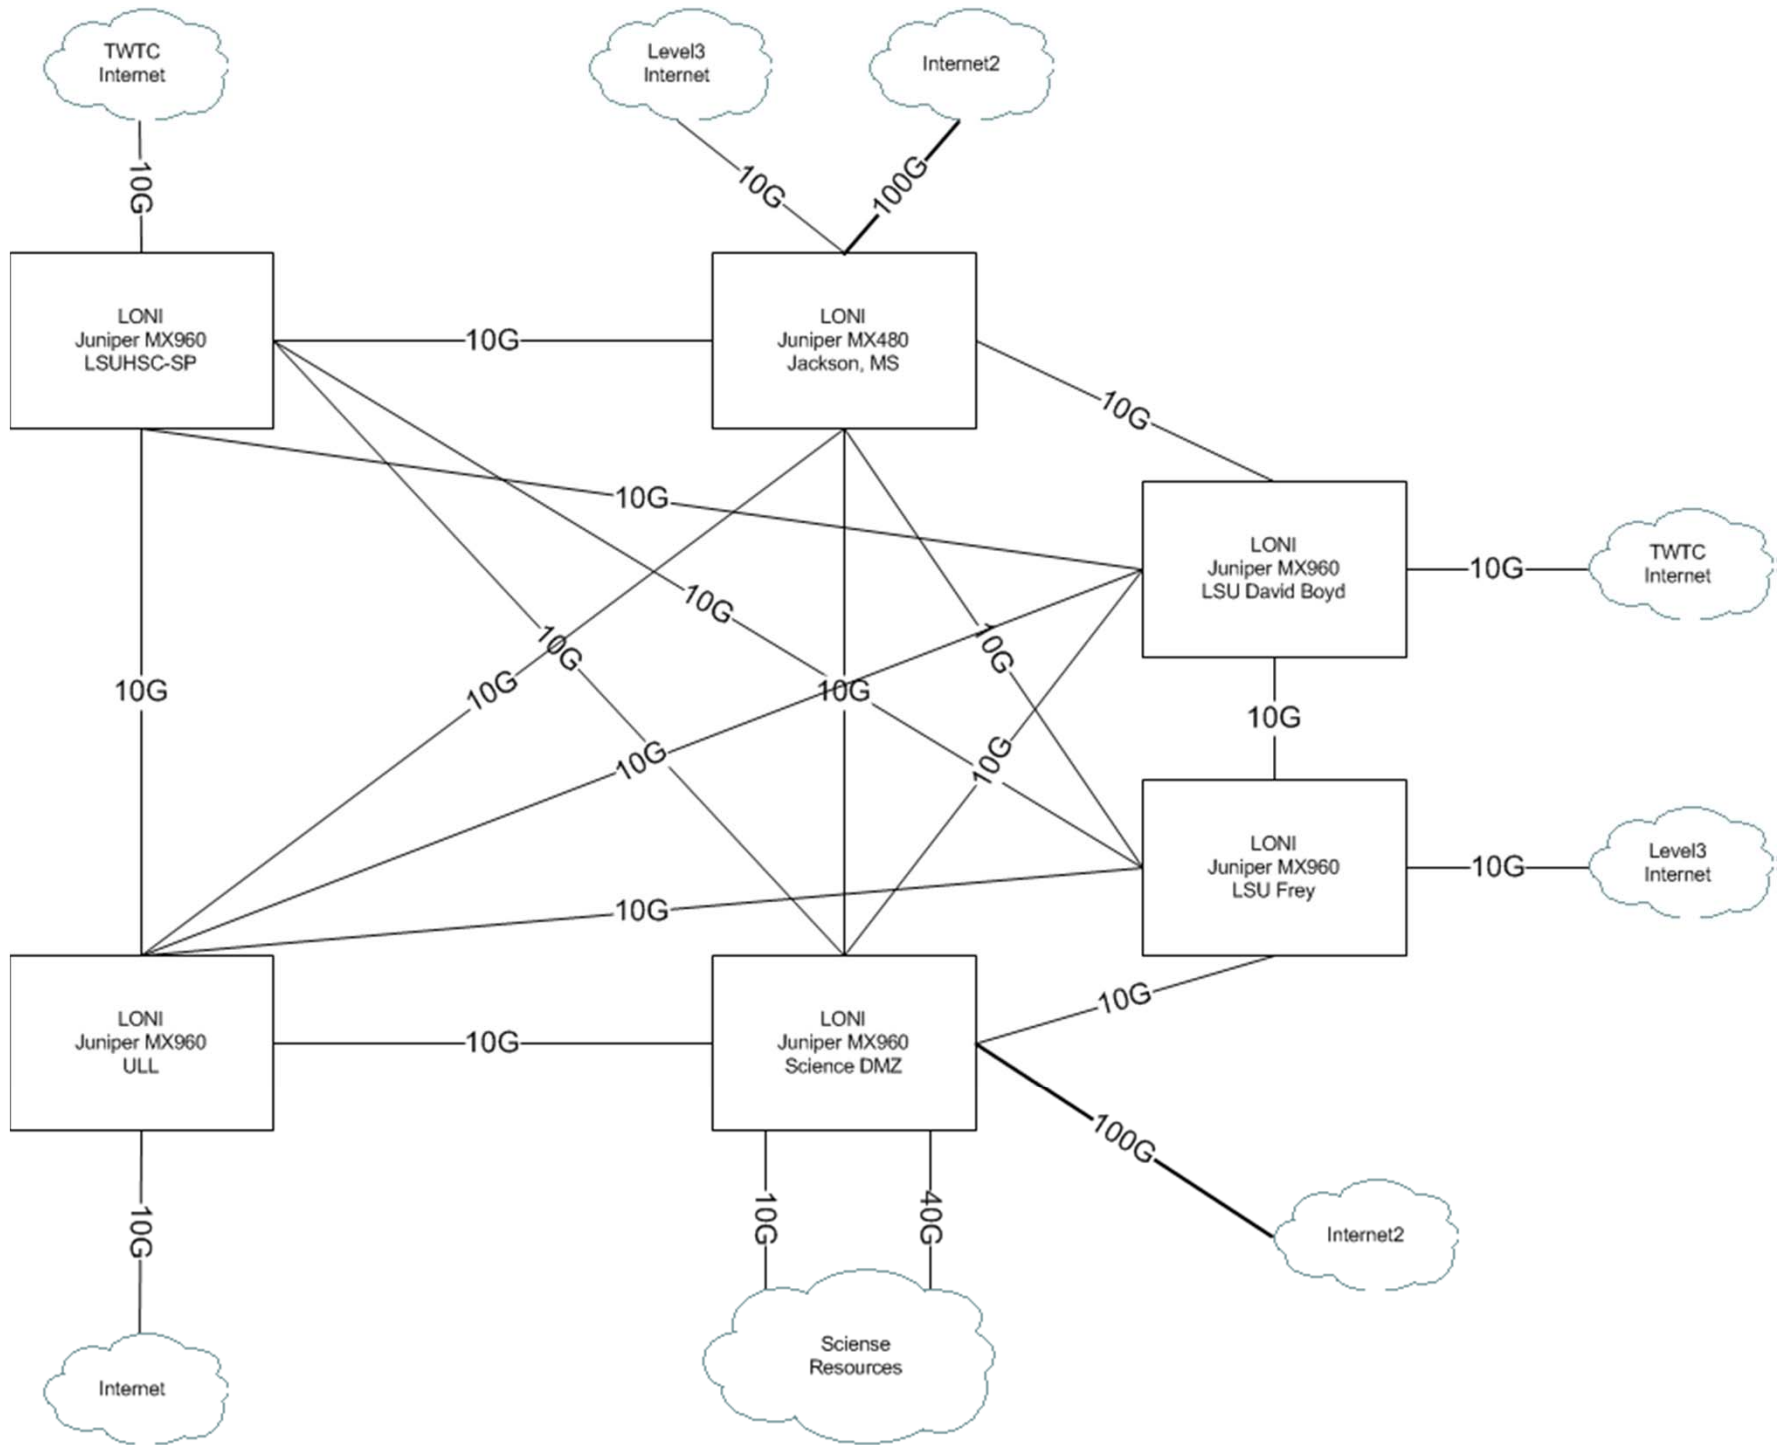 TWTC
Internet
Level3
Internet
Internet2
10G
10G
100G
LONI
Juniper MX960
LSUHSC-SP
10G
LONI
Juniper MX480
Jackson, MS
10G
10G
LONI
Juniper MX960
LSU David Boyd
10G
TWTC
Internet
10G
10G
10G
10G
10G
10G
10G
10G
10G
10G
LONI
Juniper MX960
LSU Frey
10G
Level3
Internet
10G
10G
LONI
Juniper MX960
ULL
10G
LONI
Juniper MX960
Science DMZ
100G
10G
10G
40G
Internet2
Internet
Sciense
Resources